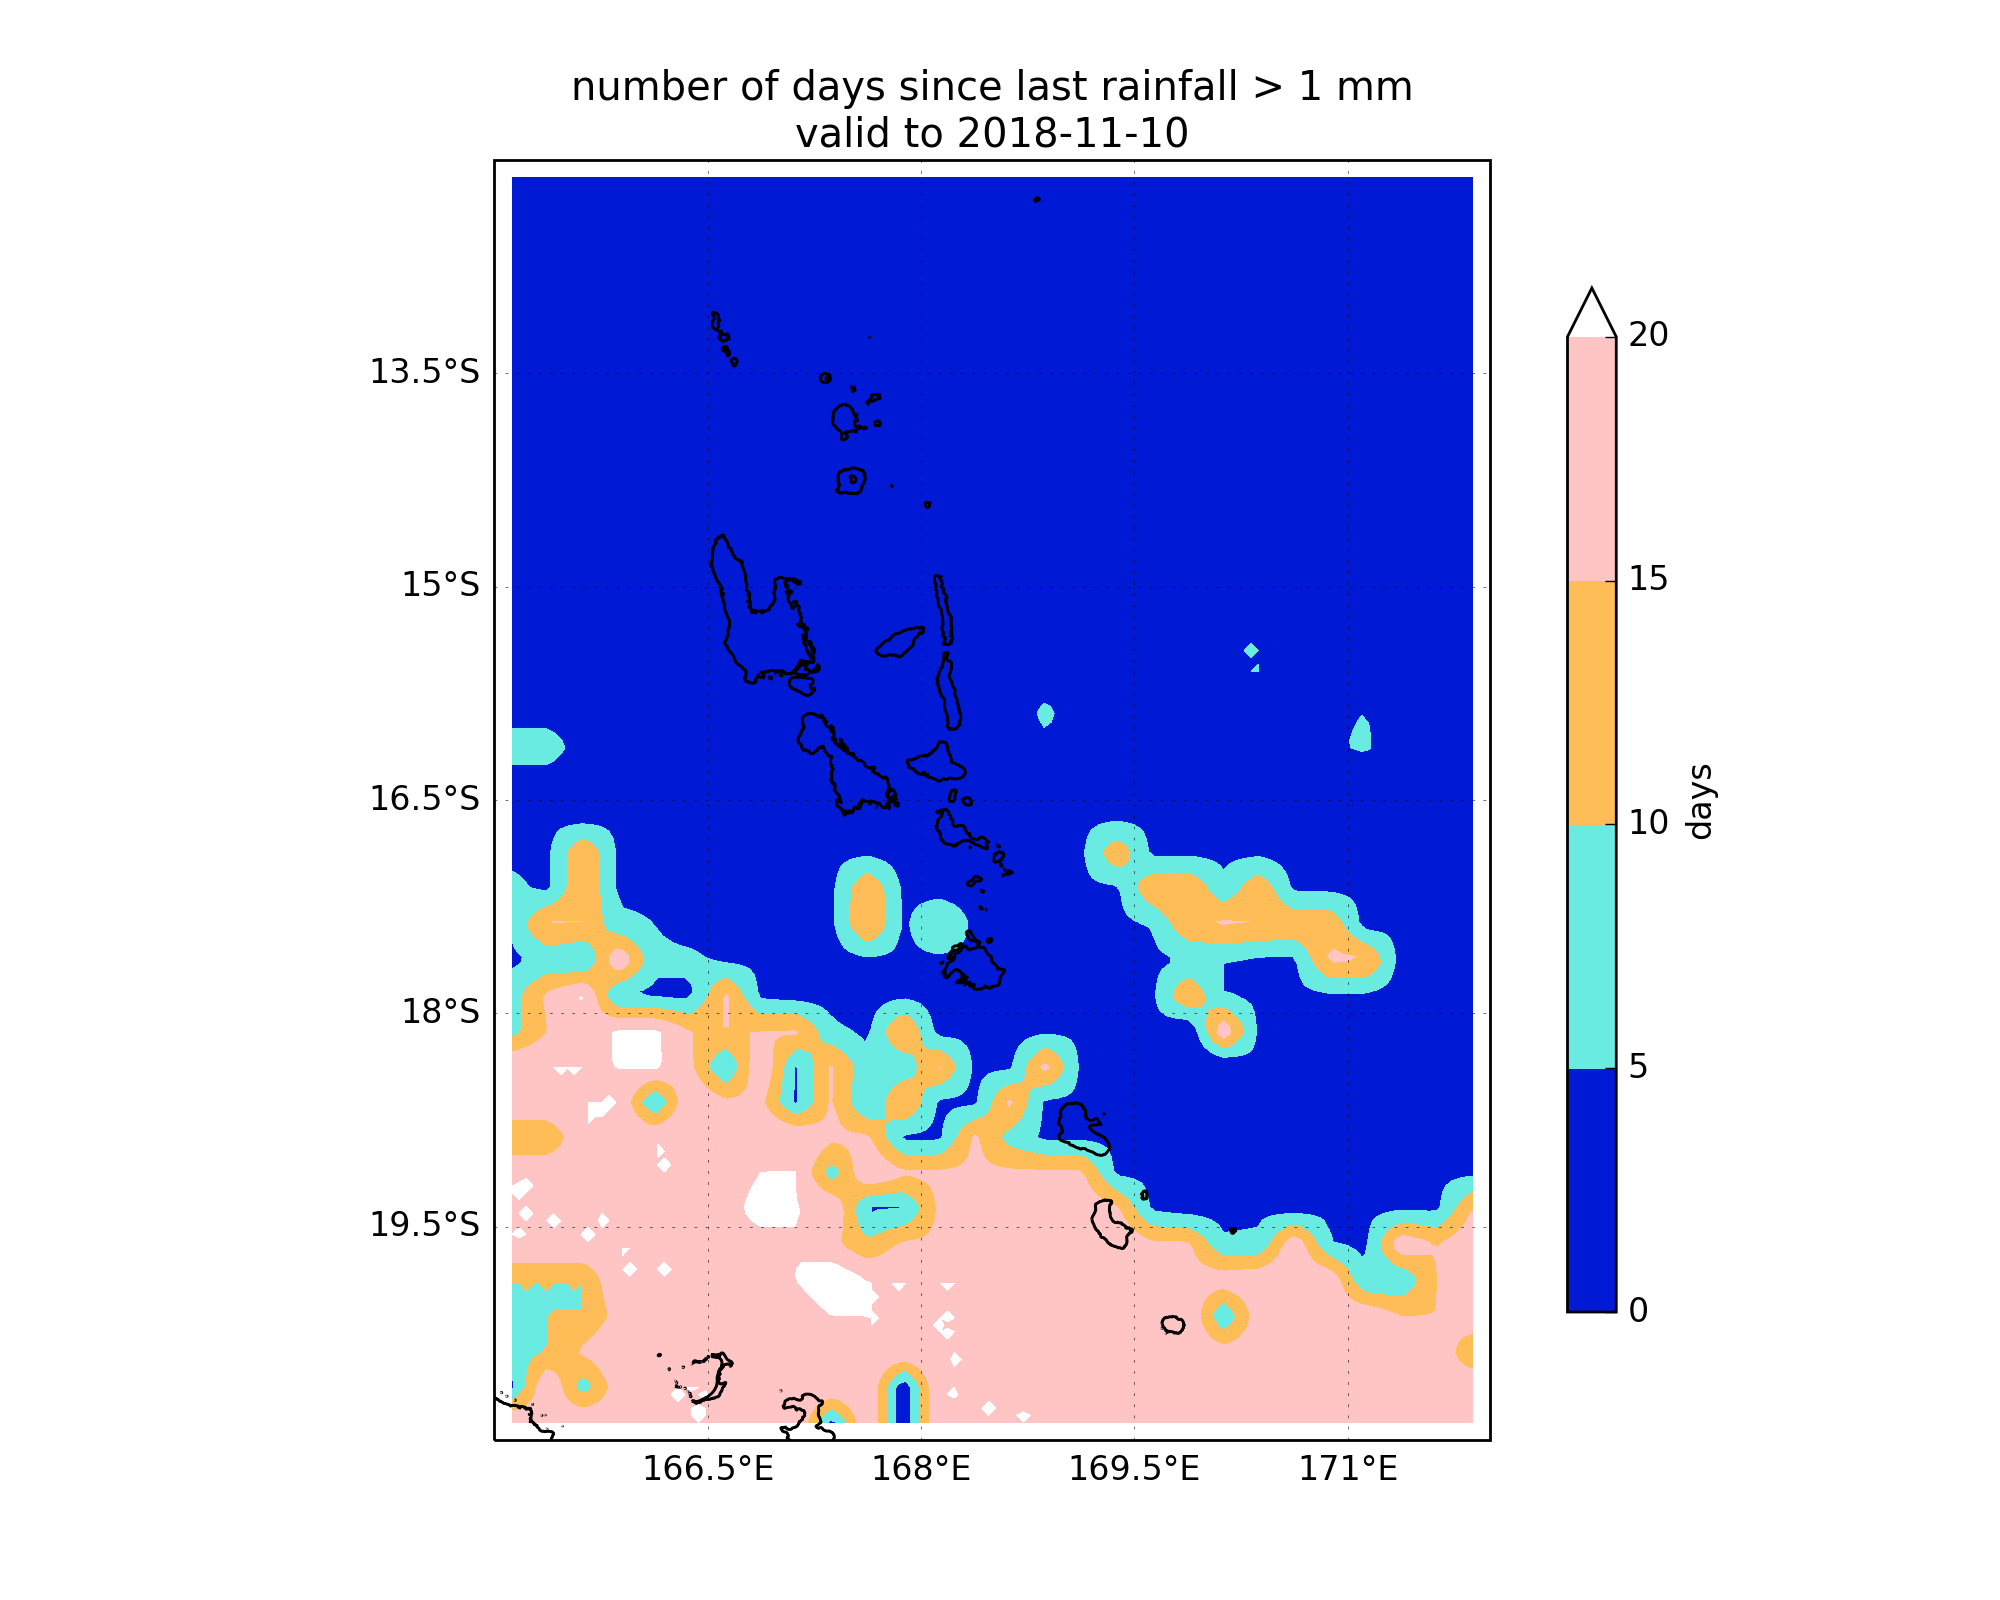 number of days since last rainfall > 1 mm
valid to 2018-11-10
13.5°S
15°S
16.5°S
18°S
19.5°S
166.5°E
168°E
169.5°E
171°E
20
15
10
5
0
days